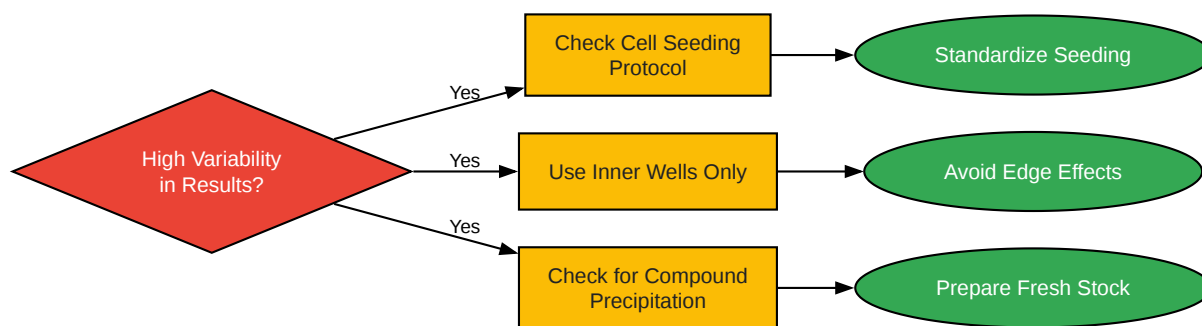 High Variability
in Results?
Yes
Check Cell Seeding
Protocol
Standardize Seeding
Yes
Use Inner Wells Only
Avoid Edge Effects
Yes
Check for Compound
Precipitation
Prepare Fresh Stock